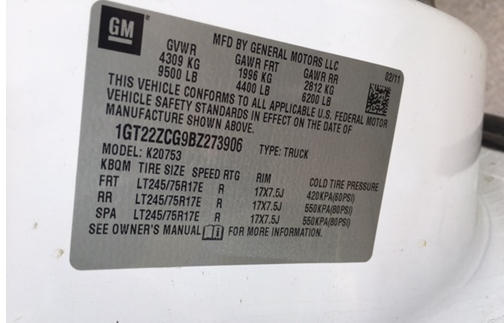 GM
MFD BY GENERAL MOTORS LLC
02/11
GVWR GAWR FRT GAWR RR
4309 KG 1996 KG 2812 KG
9500 LB 4400 LB 6200 LB
THIS VEHICLE CONFORMS TO ALL APPLICABLE U.S. FEDERAL MOTOR
VEHICLE SAFETY STANDARDS IN EFFECT ON THE DATE OF
MANUFACTURE SHOWN ABOVE.
1GT22ZCG9BZ273906 TYPE: TRUCK
MODEL: K20753
KBQM TIRE SIZE SPEED RTG RIM COLD TIRE PRESSURE
FRT LT245/75R17E R 17X7.5J 420KPA(60PSI)
RR LT245/75R17E R 17X7.5J 550KPA(80PSI)
SPA LT245/75R17E R 17X7.5J 550KPA(80PSI)
SEE OWNER'S MANUAL FOR MORE INFORMATION.